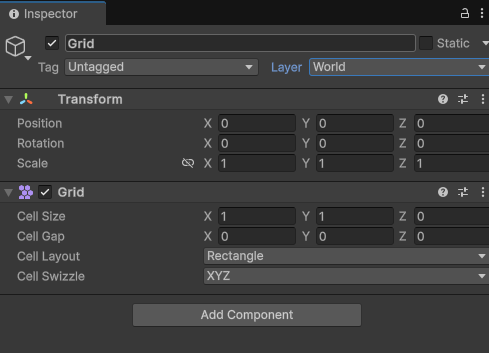 Inspector
Grid
Static
Tag Untagged Layer World
Transform
Position X 0 Y 0 Z 0
Rotation X 0 Y 0 Z 0
Scale X 1 Y 1 Z 1
Grid
Cell Size X 1 Y 1 Z 0
Cell Gap X 0 Y 0 Z 0
Cell Layout Rectangle
Cell Swizzle XYZ
Add Component